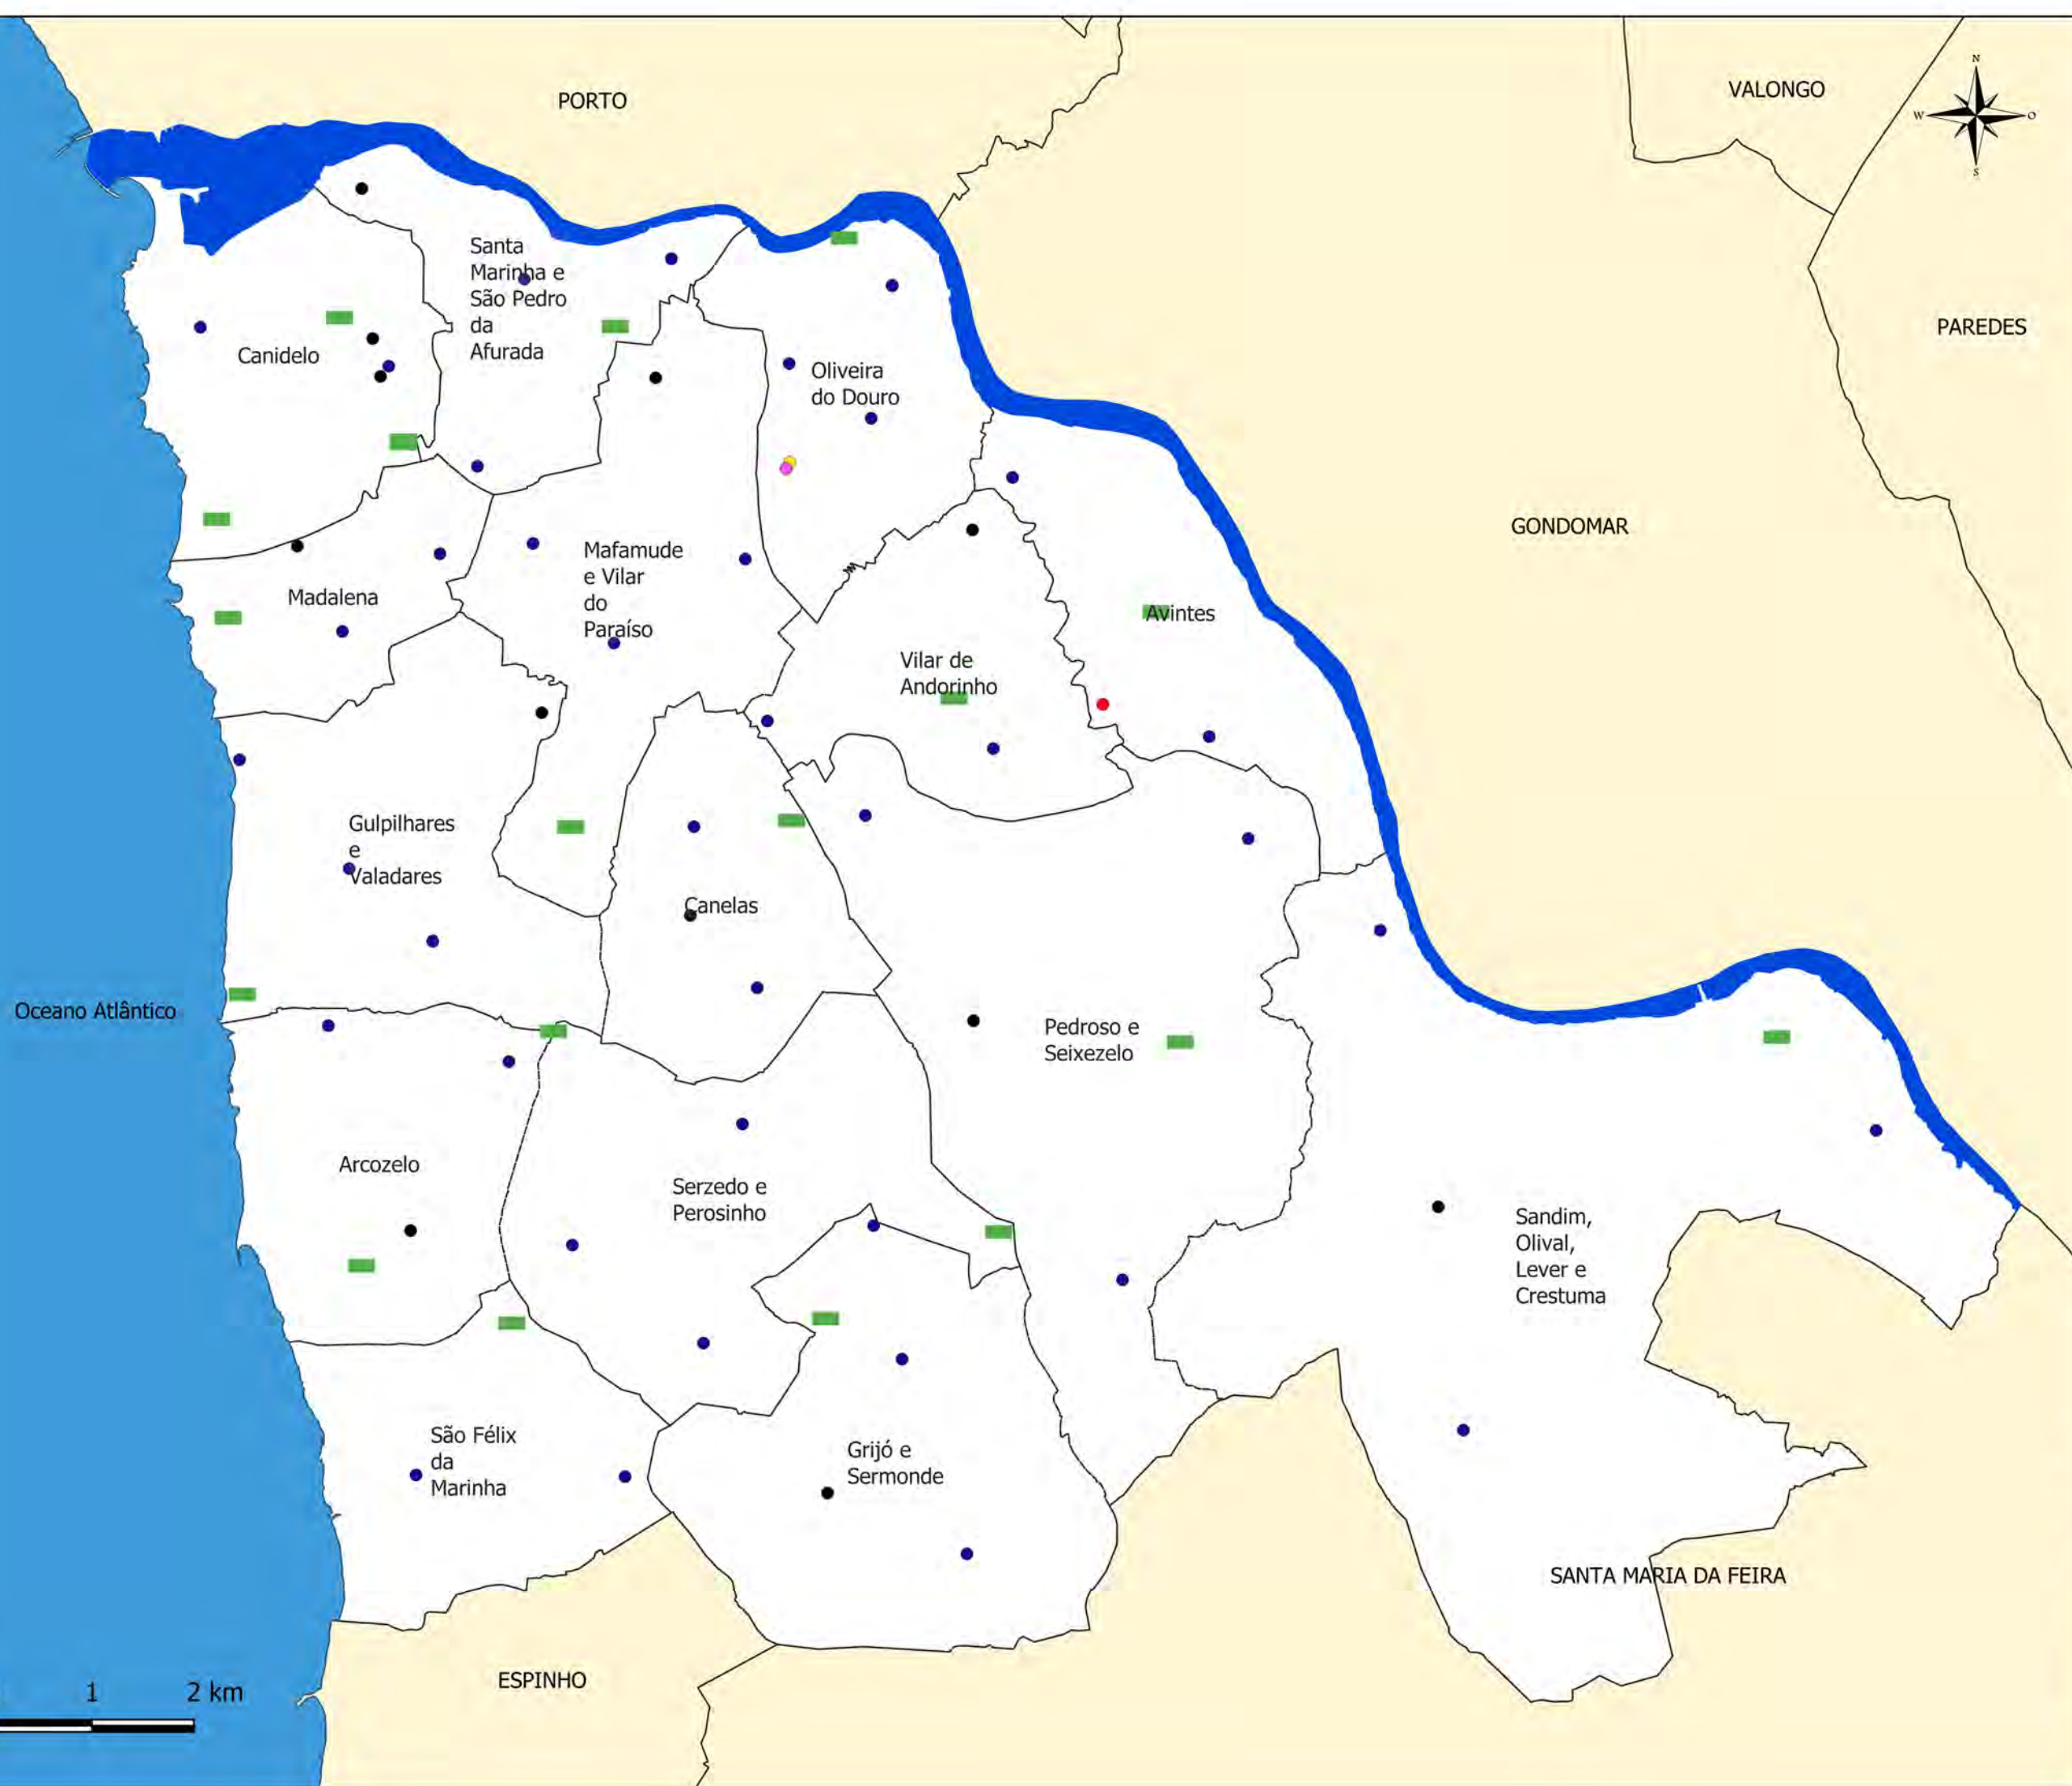 N
VALONGO
PORTO
W
O
S
Santa
Marinha e
São Pedro
da
Afurada
PAREDES
Canidelo
Oliveira
do Douro
GONDOMAR
Mafamude
e Vilar
do
Paraíso
Madalena
Avintes
Vilar de
Andorinho
Gulpilhares
e
Valadares
Canelas
Oceano Atlântico
Pedroso e
Seixezelo
Arcozelo
Serzedo e
Perosinho
Sandim,
Olival,
Lever e
Crestuma
São Félix
da
Marinha
Grijó e
Sermonde
SANTA MARIA DA FEIRA
ESPINHO
1 2 km